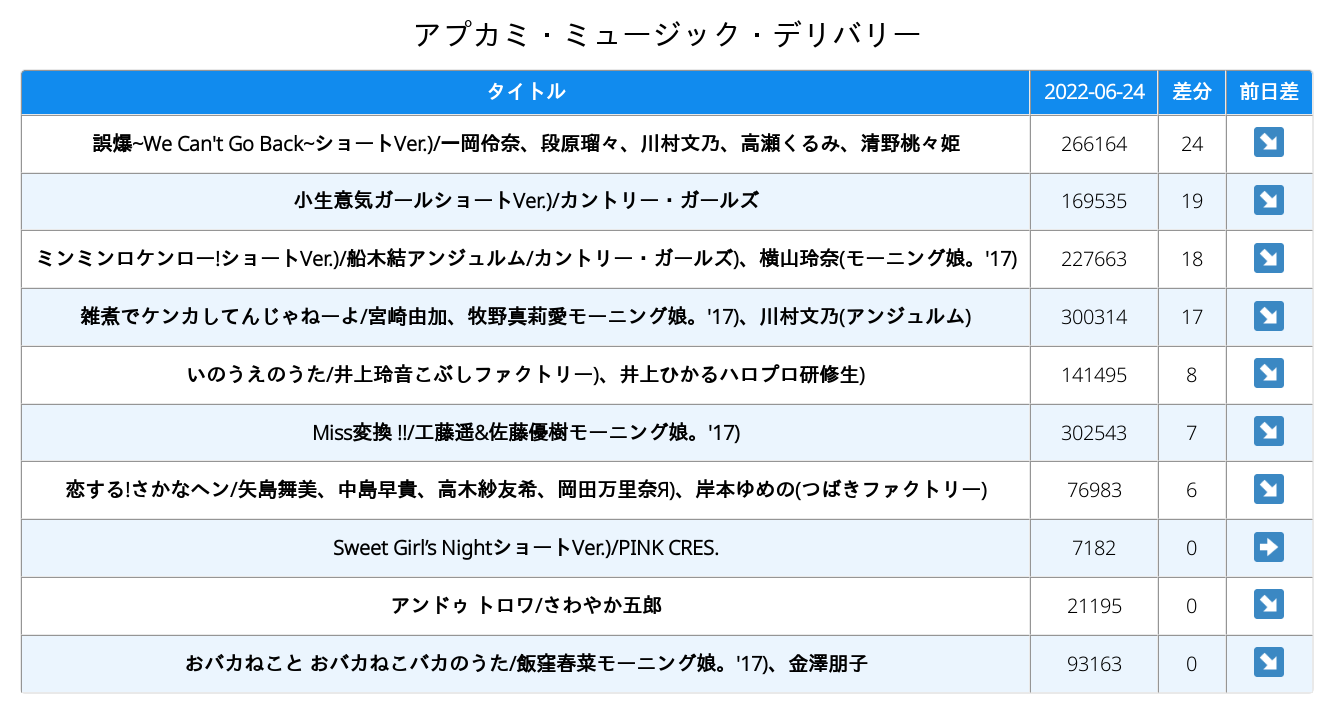 アプカミ・ミュージック・デリバリー
タイトル 2022-06-24 差分 前日差
誤爆~We Can't Go Back~ショートVer.)/一岡伶奈、段原瑠々、川村文乃、高瀬くるみ、清野桃々姫 266164 24
小生意気ガールショートVer.)/カントリー・ガールズ 169535 19
ミンミンロケンロー!ショートVer.)/船木結アンジュルム/カントリー・ガールズ)、横山玲奈(モーニング娘。'17) 227663 18
雑煮でケンカしてんじゃねーよ/宮崎由加、牧野真莉愛モーニング娘。'17)、川村文乃(アンジュルム) 300314 17
いのうえのうた/井上玲音こぶしファクトリー)、井上ひかるハロプロ研修生) 141495 8
Miss変換 !!/工藤遥&佐藤優樹モーニング娘。'17) 302543 7
恋する!さかなヘン/矢島舞美、中島早貴、高木紗友希、岡田万里奈Я)、岸本ゆめの(つばきファクトリー) 76983 6
Sweet Girl’s NightショートVer.)/PINK CRES. 7182 0
アンドゥ トロワ/さわやか五郎 21195 0
おバカねこと おバカねこバカのうた/飯窪春菜モーニング娘。'17)、金澤朋子 93163 0